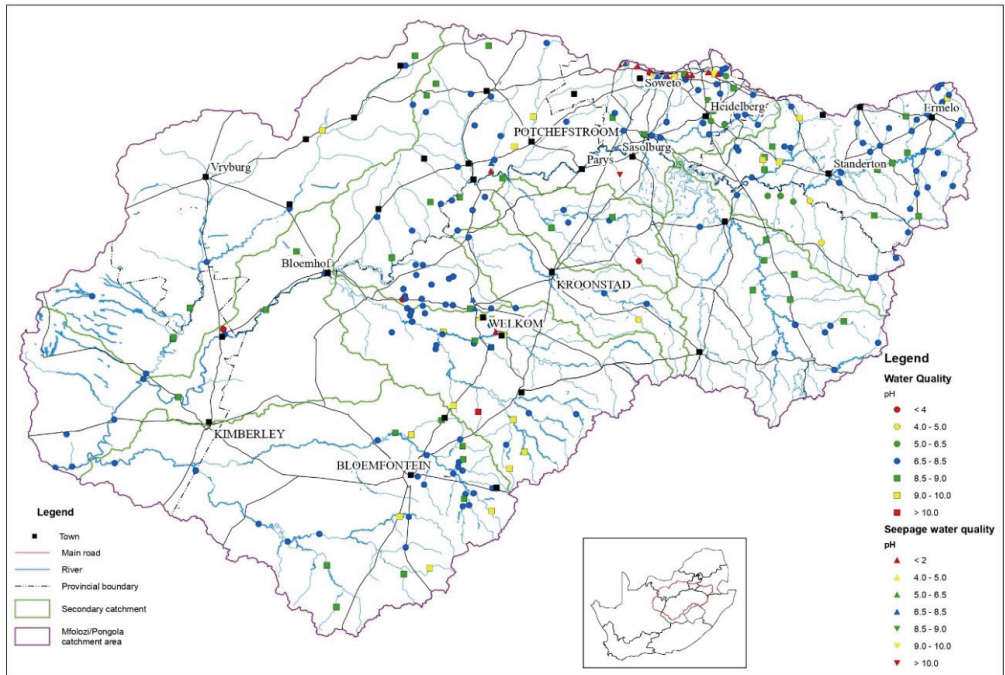 Soweto
Heidelberg
Ermelo
POTCHEFSTROOM
Sasolburg
Parys
Standerton
Vryburg
Bloemhof
KROONSTAD
WELKOM
KIMBERLEY
BLOEMFONTEIN
Legend
Water Quality
pH
< 4
4.0 - 5.0
5.0 - 6.5
6.5 - 8.5
8.5 - 9.0
9.0 - 10.0
> 10.0
Seepage water quality
pH
< 2
4.0 - 5.0
5.0 - 6.5
6.5 - 8.5
8.5 - 9.0
9.0 - 10.0
> 10.0
Legend
Town
Main road
River
Provincial boundary
Secondary catchment
Mfolozi/Pongola
catchment area